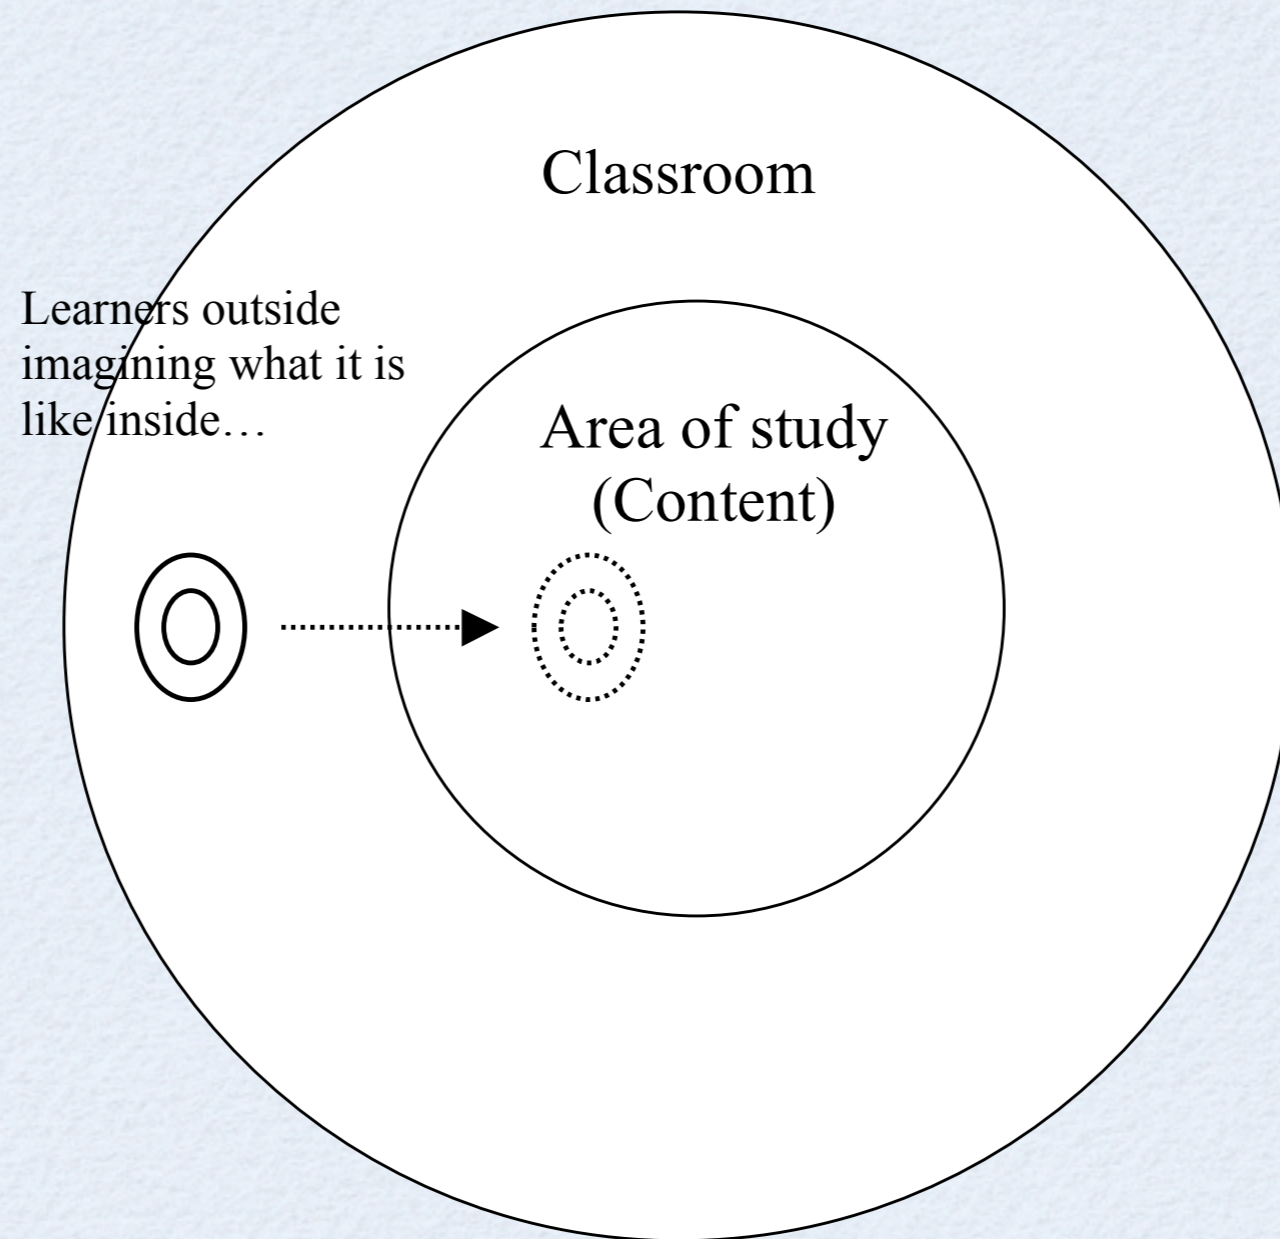 Classroom
Learners outside
imagining what it is
like inside…
Area of study
(Content)